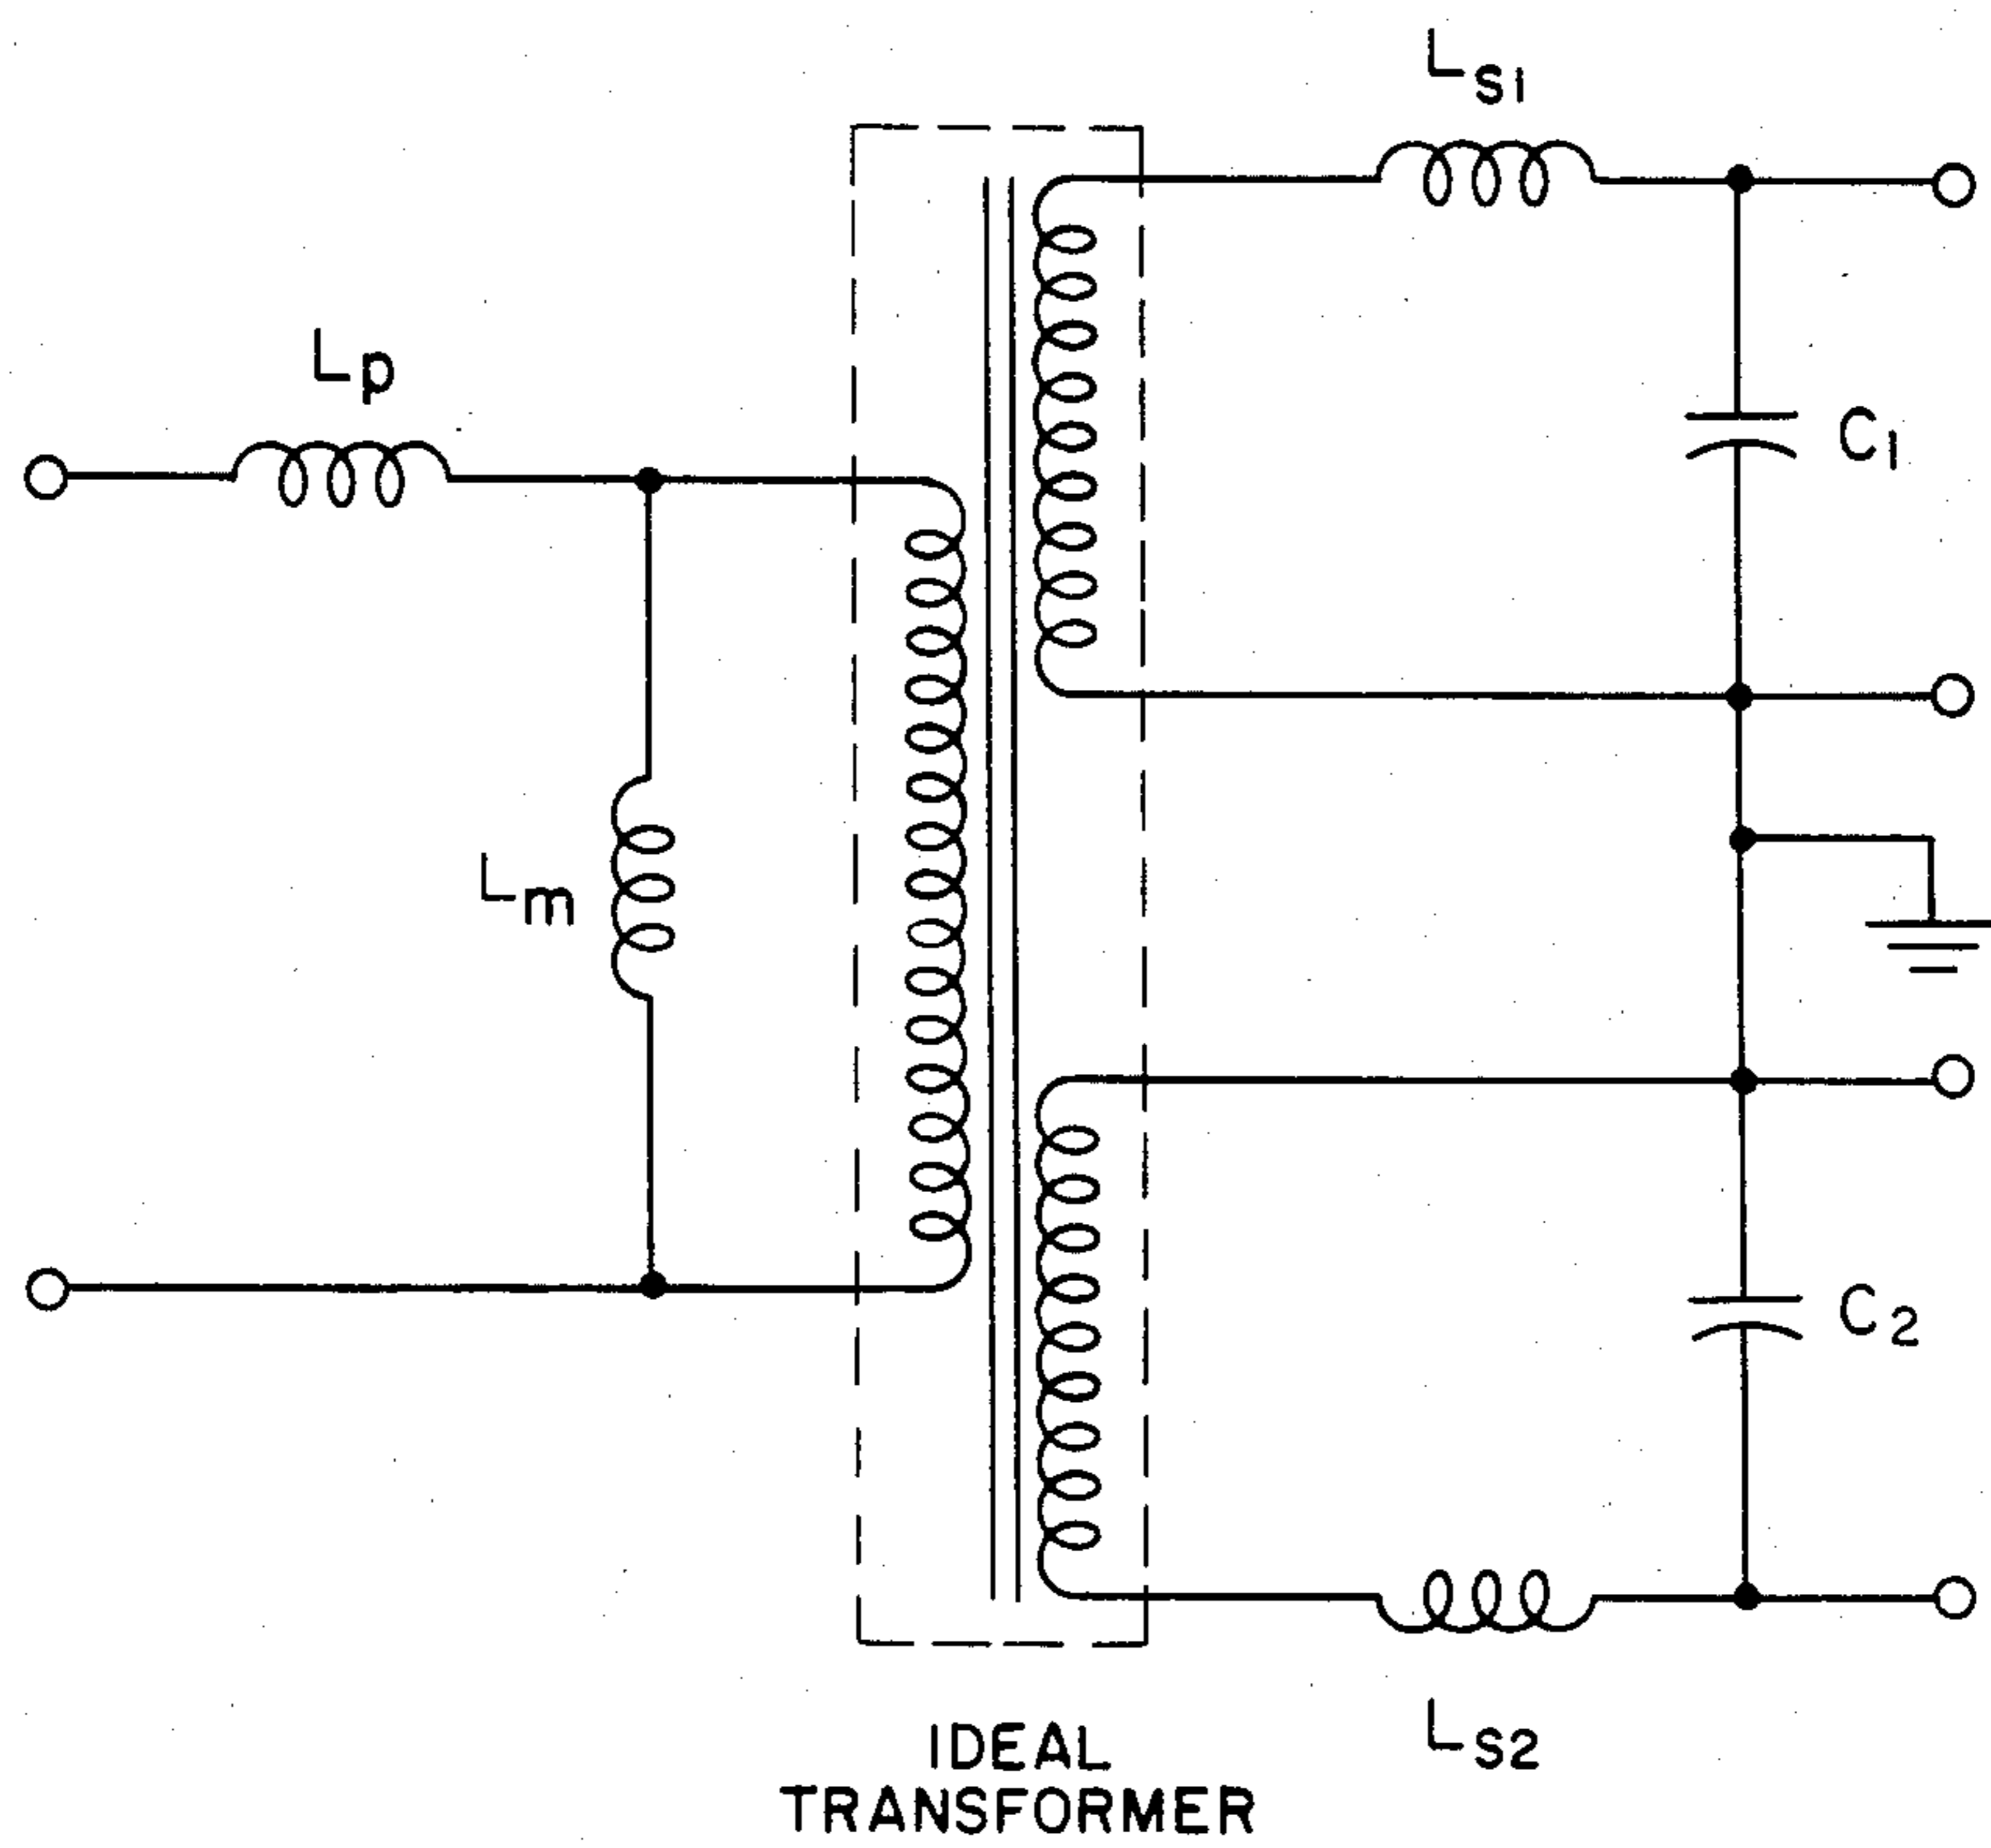 Ls1
Lp
C1
Lm
C2
Ls2
IDEAL
TRANSFORMER